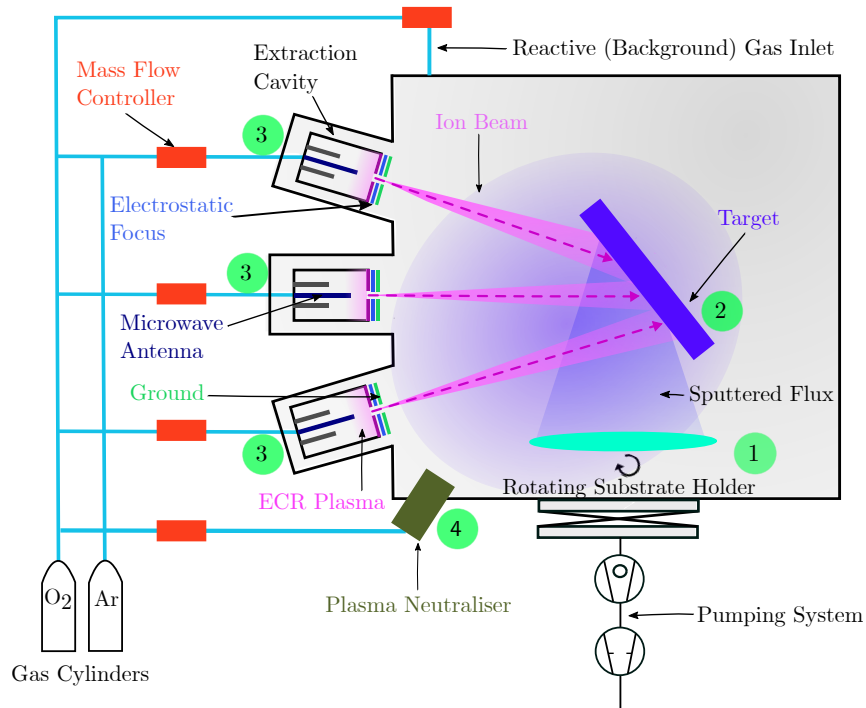 Reactive (Background) Gas Inlet
Extraction
Cavity
Mass Flow
Controller
3
Ion Beam
Electrostatic
Focus
Target
3
2
Microwave
Antenna
Ground
Sputtered Flux
3
1
Rotating Substrate Holder
ECR Plasma
4
O2
Ar
Plasma Neutraliser
Pumping System
Gas Cylinders